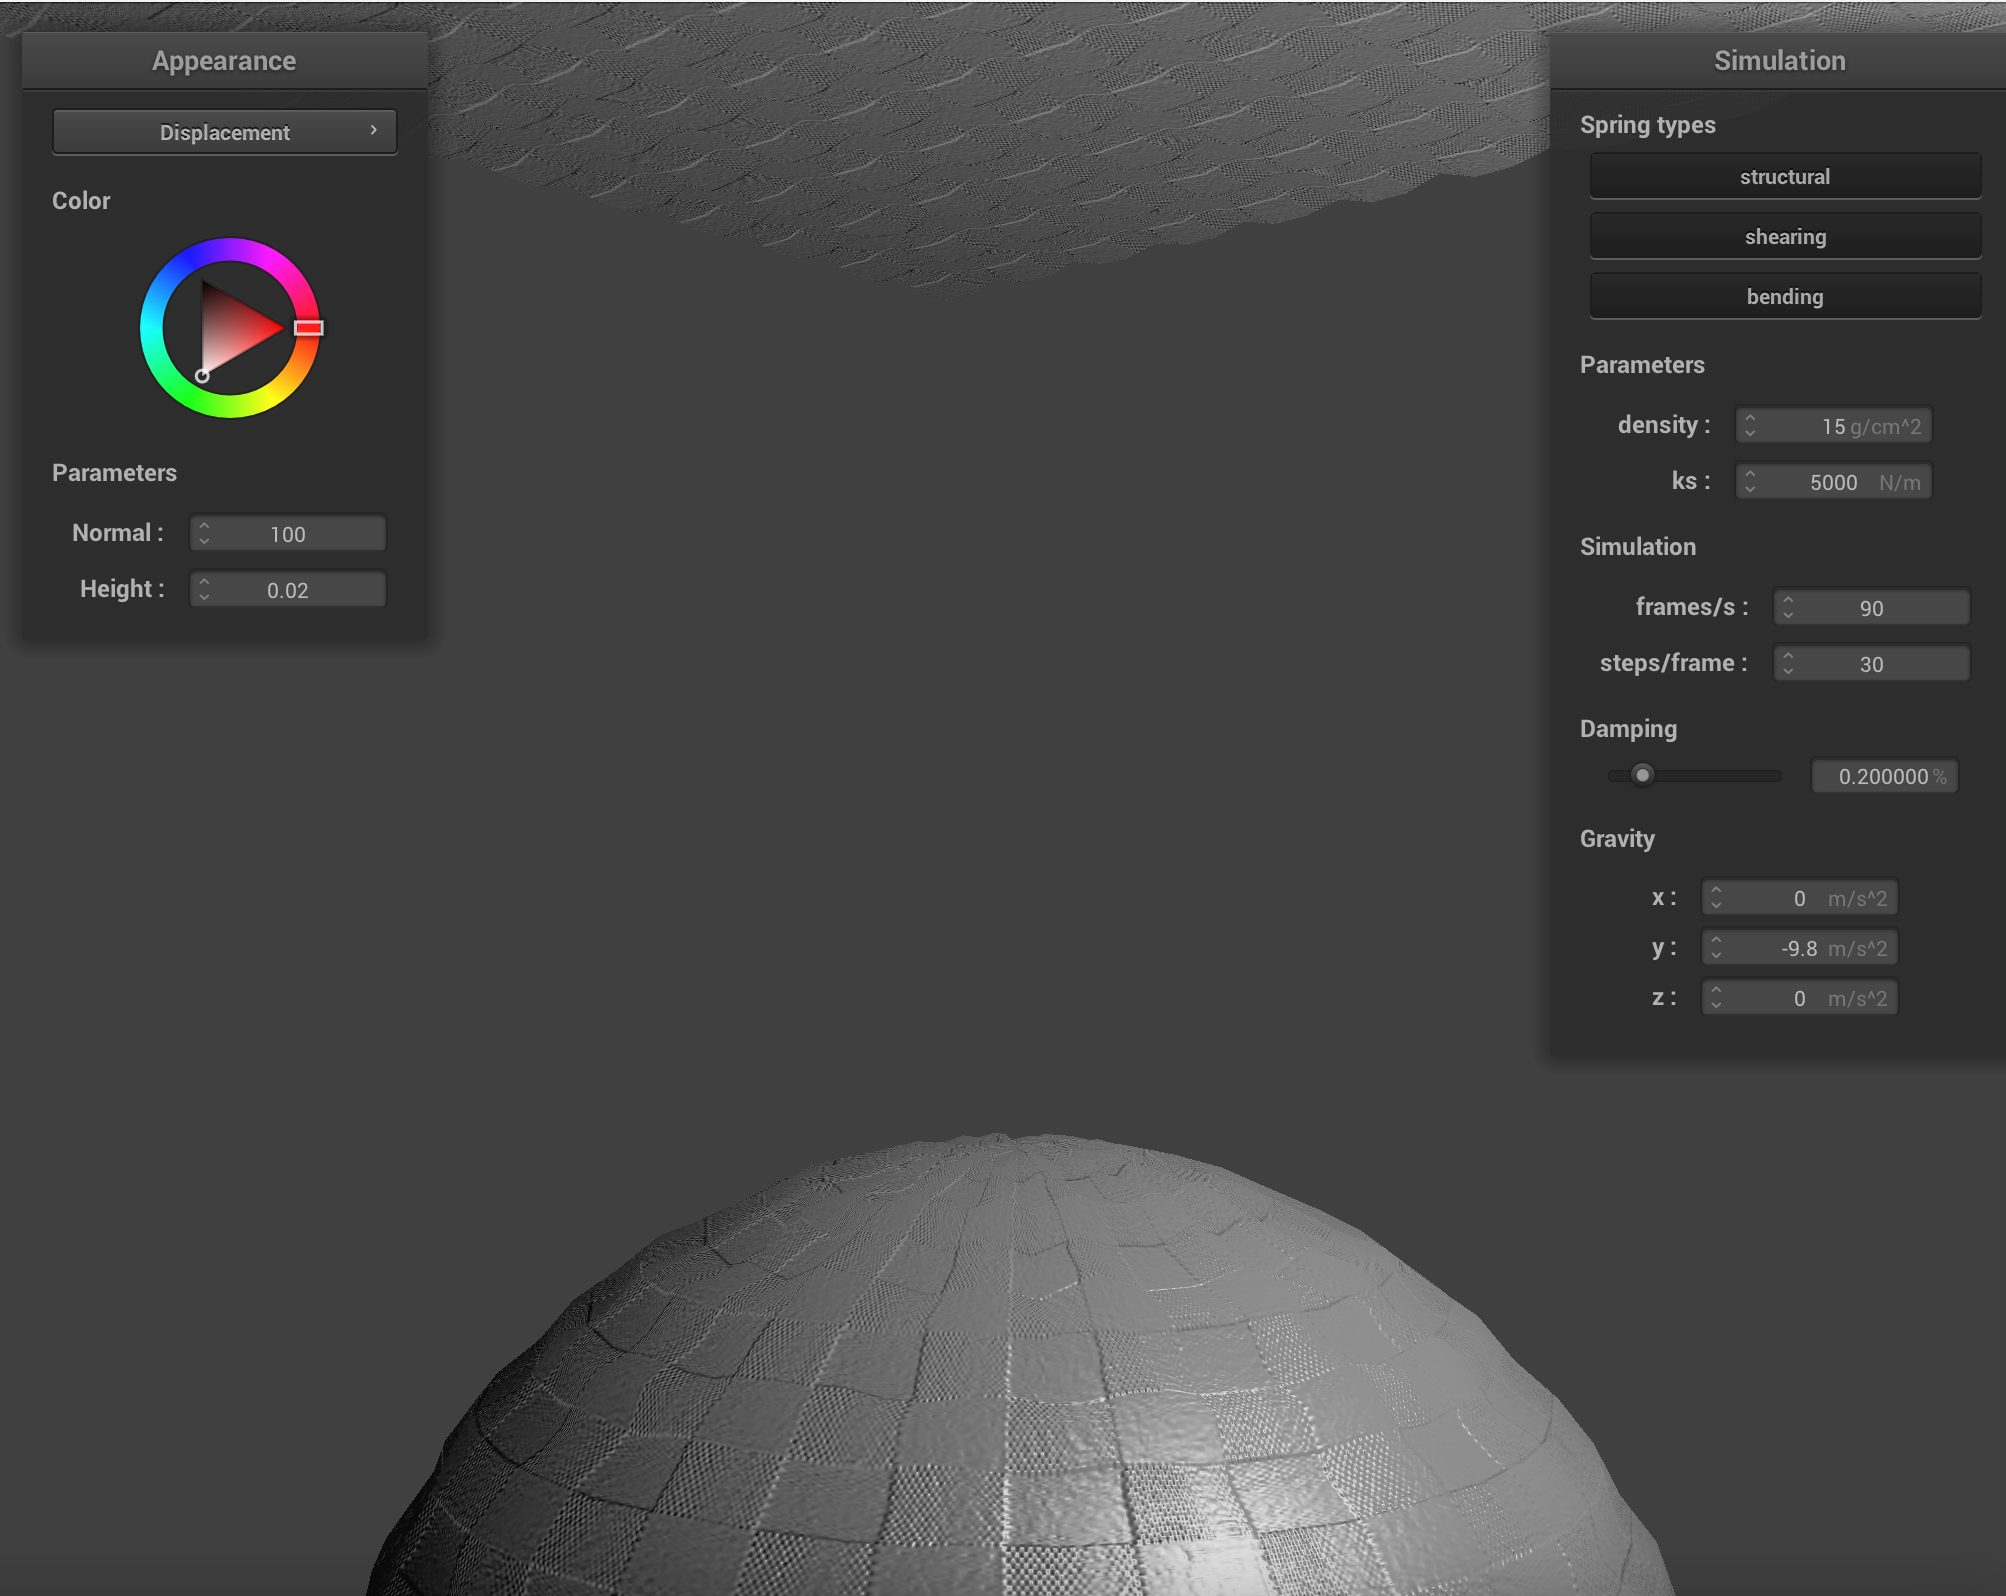 Appearance
Displacement
Color
Parameters
Normal : 100
Height : 0.02
Simulation
Spring types
structural
shearing
bending
Parameters
density : 15 g/cm^2
ks : 5000 N/m
Simulation
frames/s : 90
steps/frame : 30
Damping
0.200000 %
Gravity
x : 0 m/s^2
y : -9.8 m/s^2
z : 0 m/s^2